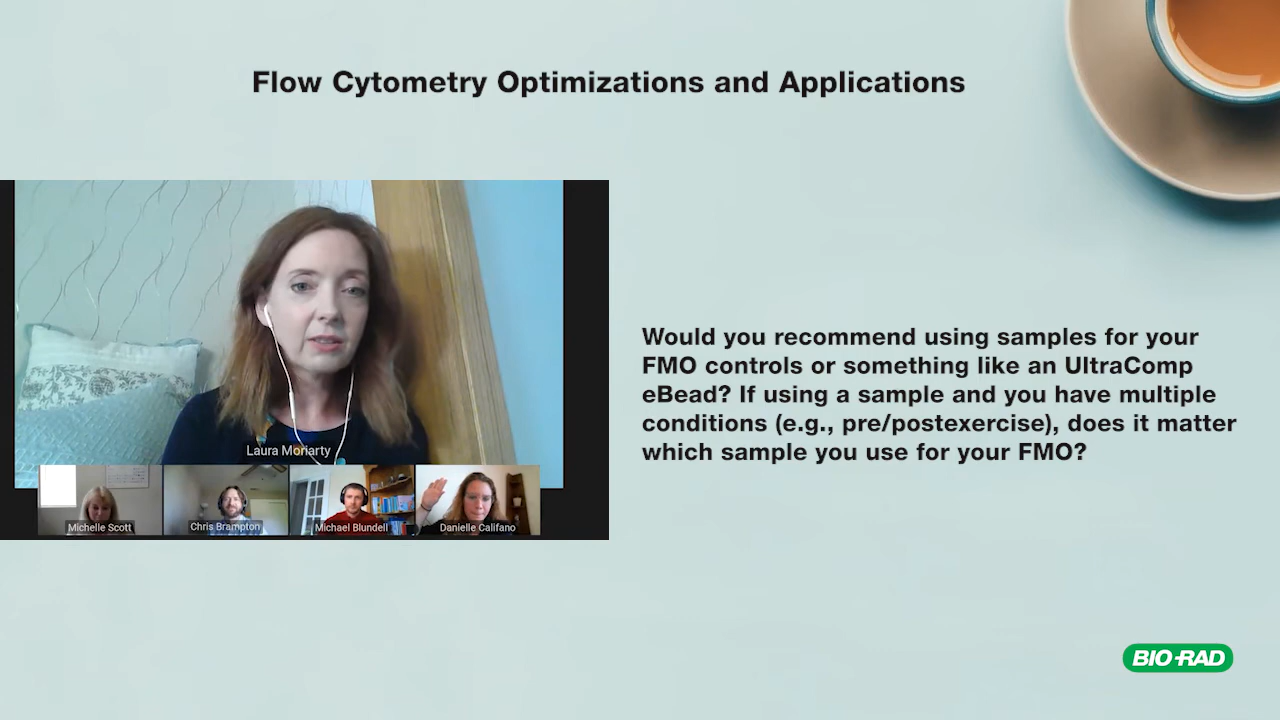 Flow Cytometry Optimizations and Applications
Would you recommend using samples for your
FMO controls or something like an UltraComp
eBead? If using a sample and you have multiple
conditions (e.g., pre/postexercise), does it matter
which sample you use for your FMO?
Laura Moriarty
Michelle Scott
Chris Brampton
Michael Blundell
Danielle Califano
BIO-RAD